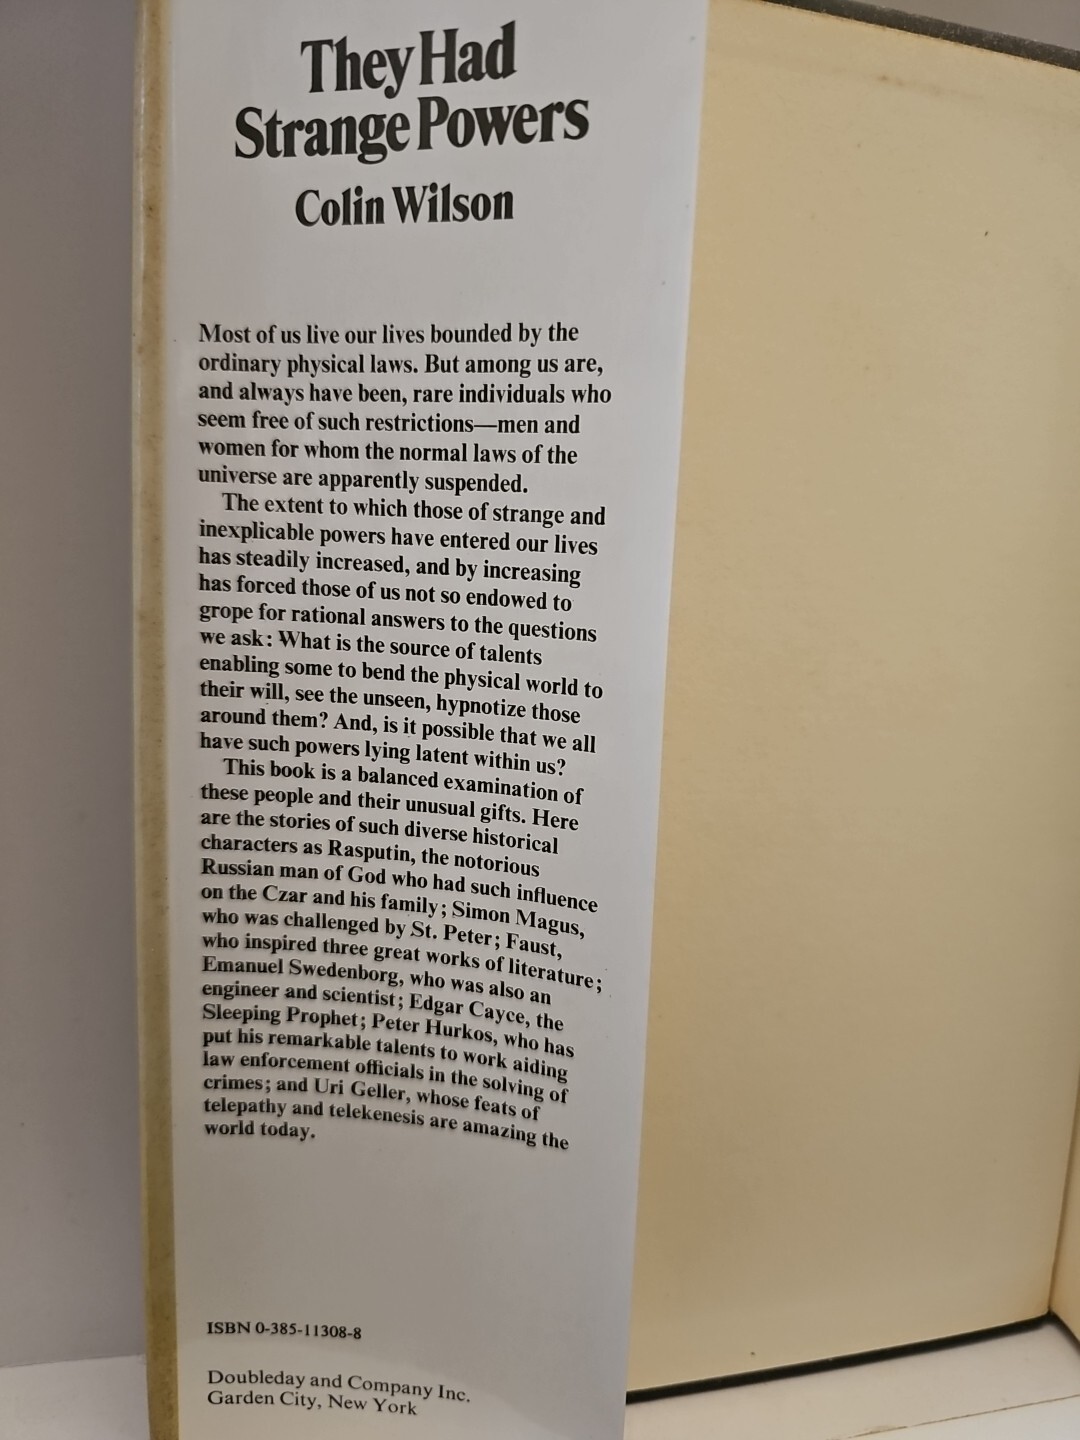 They Had
Strange Powers
Colin Wilson
Most of us live our lives bounded by the
ordinary physical laws. But among us are,
and always have been, rare individuals who
seem free of such restrictions—men and
women for whom the normal laws of the
universe are apparently suspended.
The extent to which those of strange and
inexplicable powers have entered our lives
has steadily increased, and by increasing
has forced those of us not so endowed to
grope for rational answers to the questions
we ask: What is the source of talents
enabling some to bend the physical world to
their will, see the unseen, hypnotize those
around them? And, is it possible that we all
have such powers lying latent within us?
This book is a balanced examination of
these people and their unusual gifts. Here
are the stories of such diverse historical
characters as Rasputin, the notorious
Russian man of God who had such influence
on the Czar and his family; Simon Magus,
who was challenged by St. Peter; Faust,
who inspired three great works of literature;
Emanuel Swedenborg, who was also an
engineer and scientist; Edgar Cayce, the
Sleeping Prophet; Peter Hurkos, who has
put his remarkable talents to work aiding
law enforcement officials in the solving of
crimes; and Uri Geller, whose feats of
telepathy and telekenesis are amazing the
world today.
ISBN 0-385-11308-8
Doubleday and Company Inc.
Garden City, New York